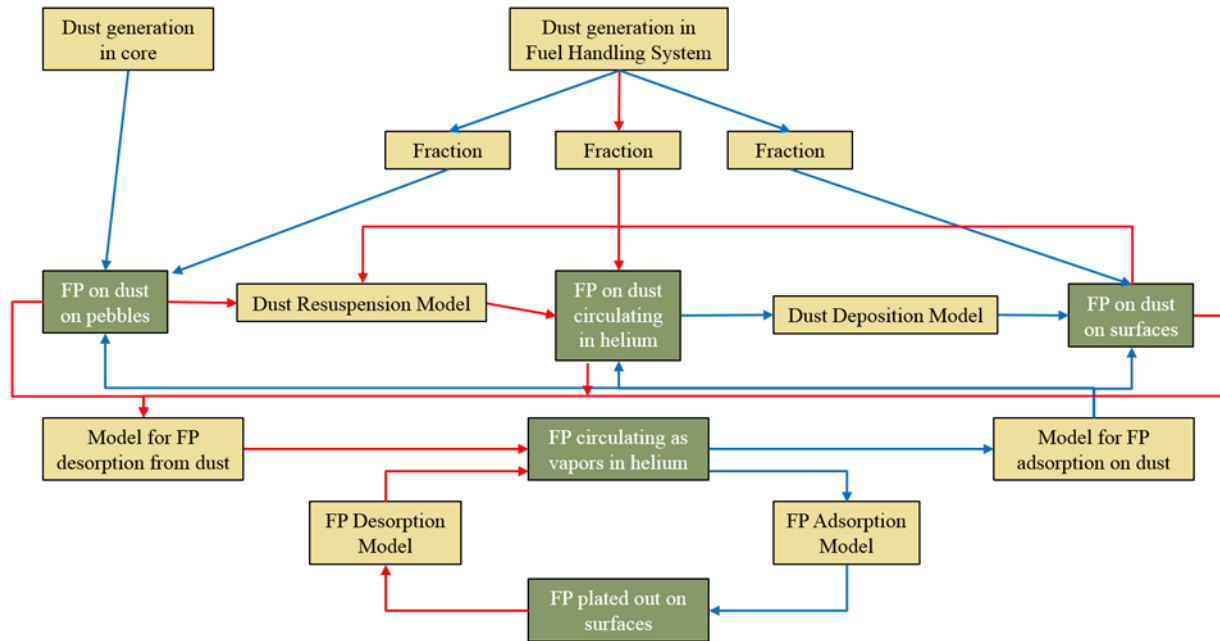 Dust generation
in core
Dust generation in
Fuel Handling System
Fraction
Fraction
Fraction
FP on dust
on pebbles
Dust Resuspension Model
FP on dust
circulating
in helium
Dust Deposition Model
FP on dust
on surfaces
Model for FP
desorption from dust
FP circulating as
vapors in helium
Model for FP
adsorption on dust
FP Desorption
Model
FP Adsorption
Model
FP plated out on
surfaces